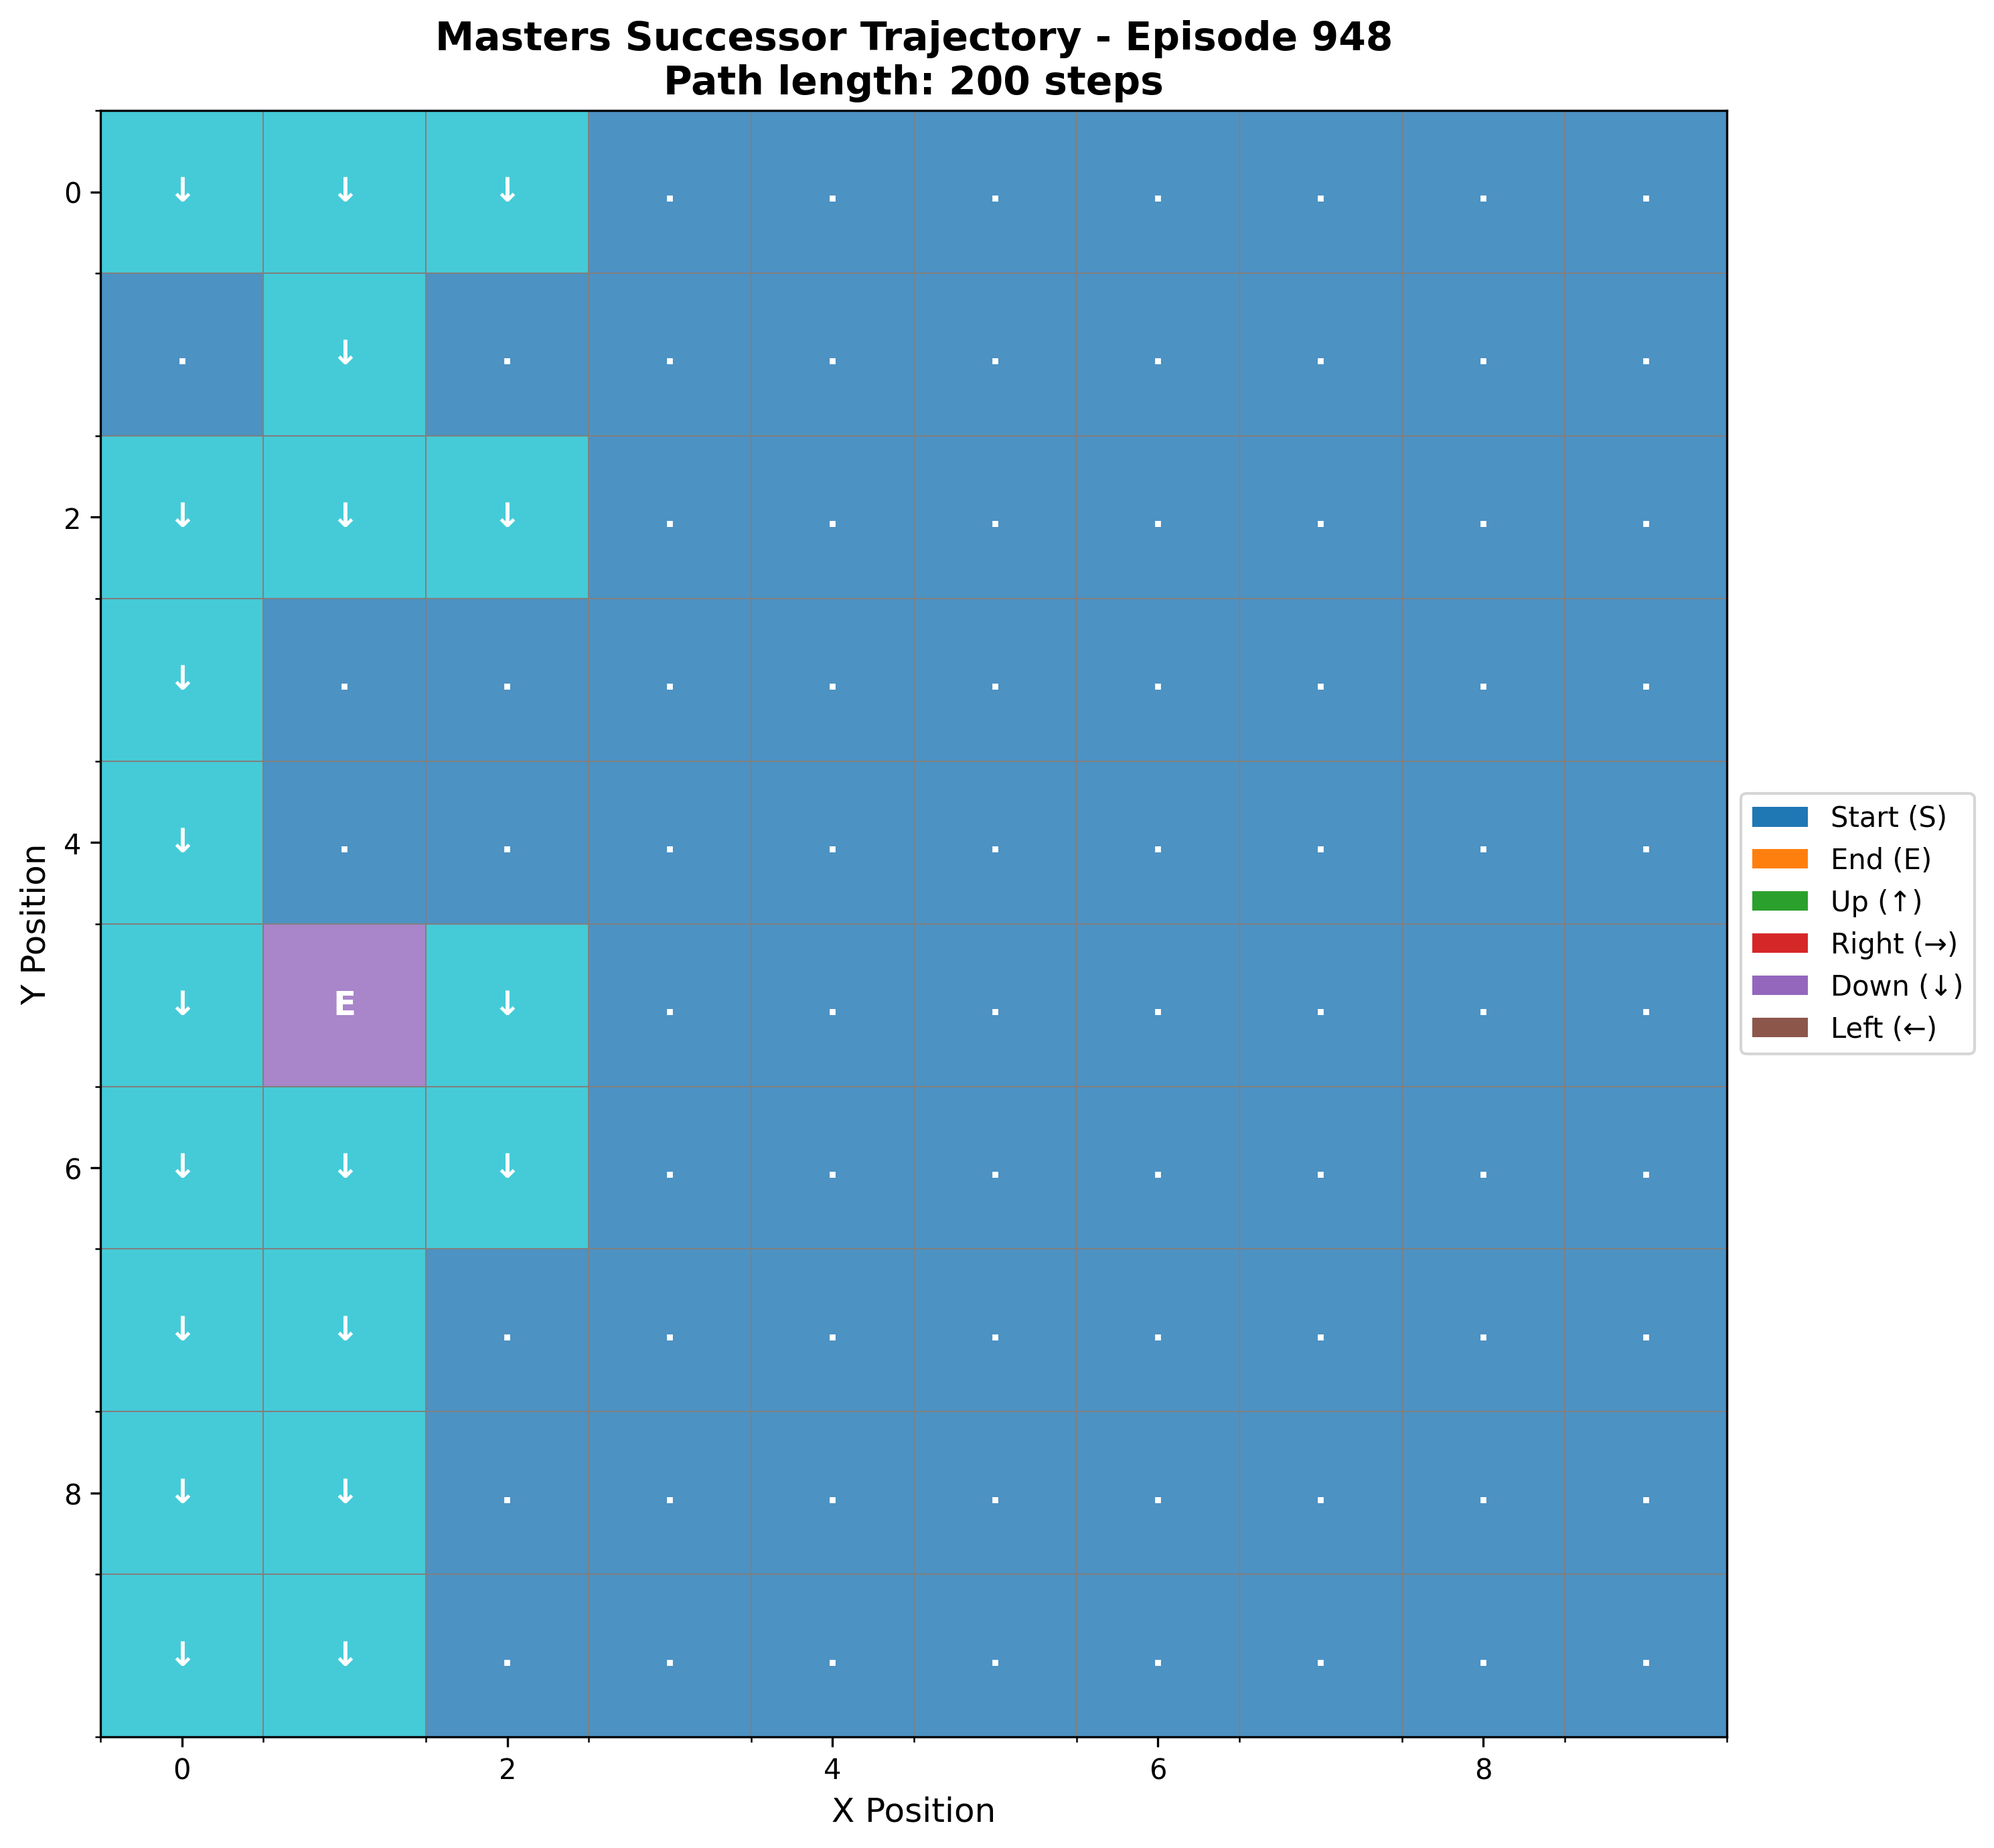 Masters Successor Trajectory - Episode 948
Path length: 200 steps
0 ↓ ↓ ↓ . . . . . . .
. ↓ . . . . . . . .
2 ↓ ↓ ↓ . . . . . . .
↓ . . . . . . . . .
4 ↓ . . . . . . . . .
↓ E ↓ . . . . . . .
6 ↓ ↓ ↓ . . . . . . .
↓ ↓ . . . . . . . .
8 ↓ ↓ . . . . . . . .
↓ ↓ . . . . . . . .
0 2 4 6 8
X Position
Y Position
Start (S)
End (E)
Up (↑)
Right (→)
Down (↓)
Left (←)